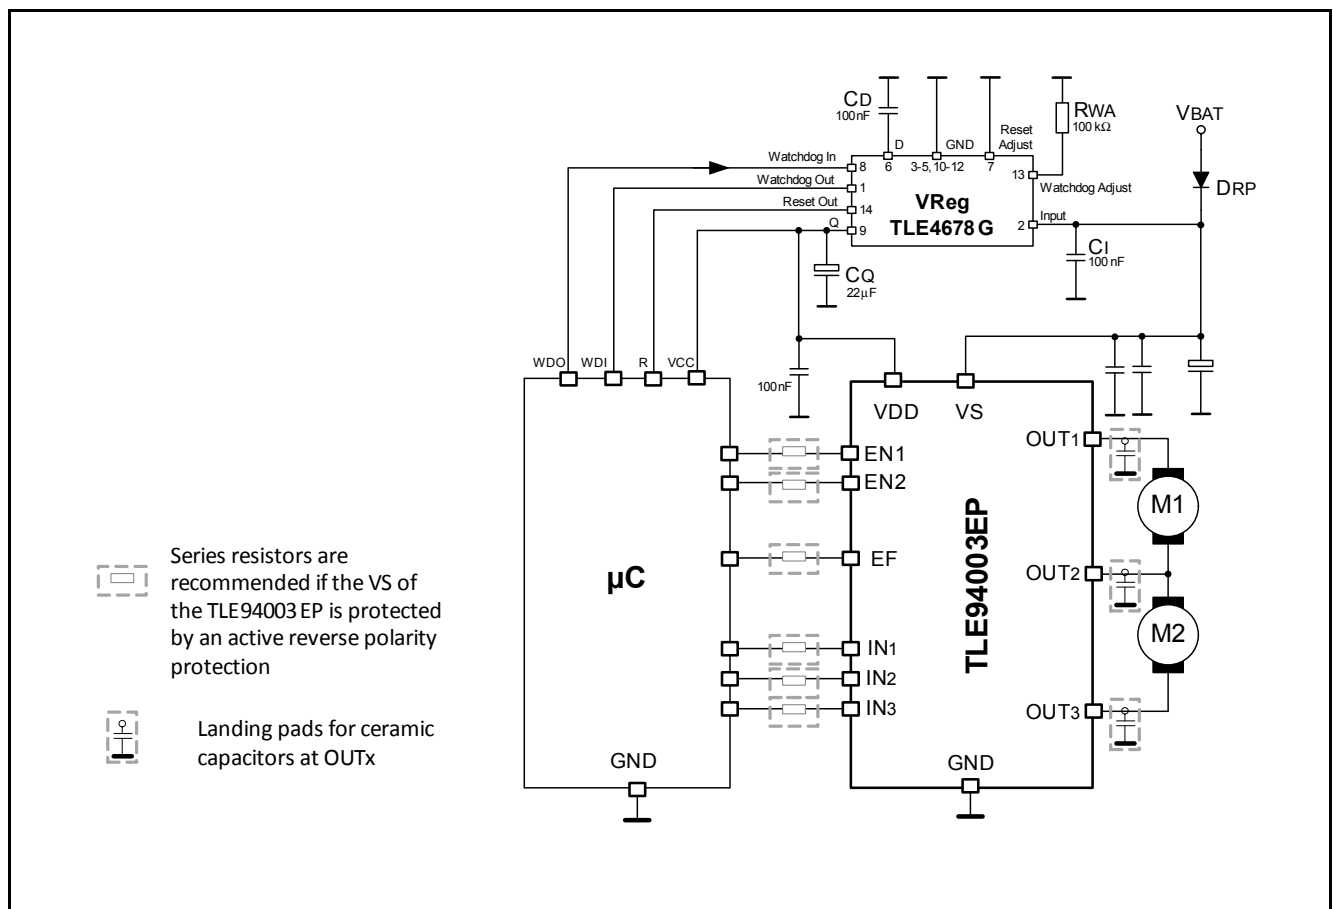 CD
100nF
RWA
100 kΩ
VBAT
D
GND
Reset
Adjust
Watchdog In
8
6
3-5, 10-12
7
13
Watchdog Adjust
DRP
Watchdog Out
1
VReg
Reset Out
14
TLE4678 G
2
Input
Q
9
CI
100 nF
CQ
22µF
WDO
WDI
R
VCC
100nF
VDD
VS
OUT1
EN1
EN2
M1
TLE94003EP
Series resistors are
recommended if the VS of
the TLE94003 EP is protected
by an active reverse polarity
protection
µC
EF
OUT2
M2
IN1
IN2
IN3
OUT3
Landing pads for ceramic
capacitors at OUTx
GND
GND